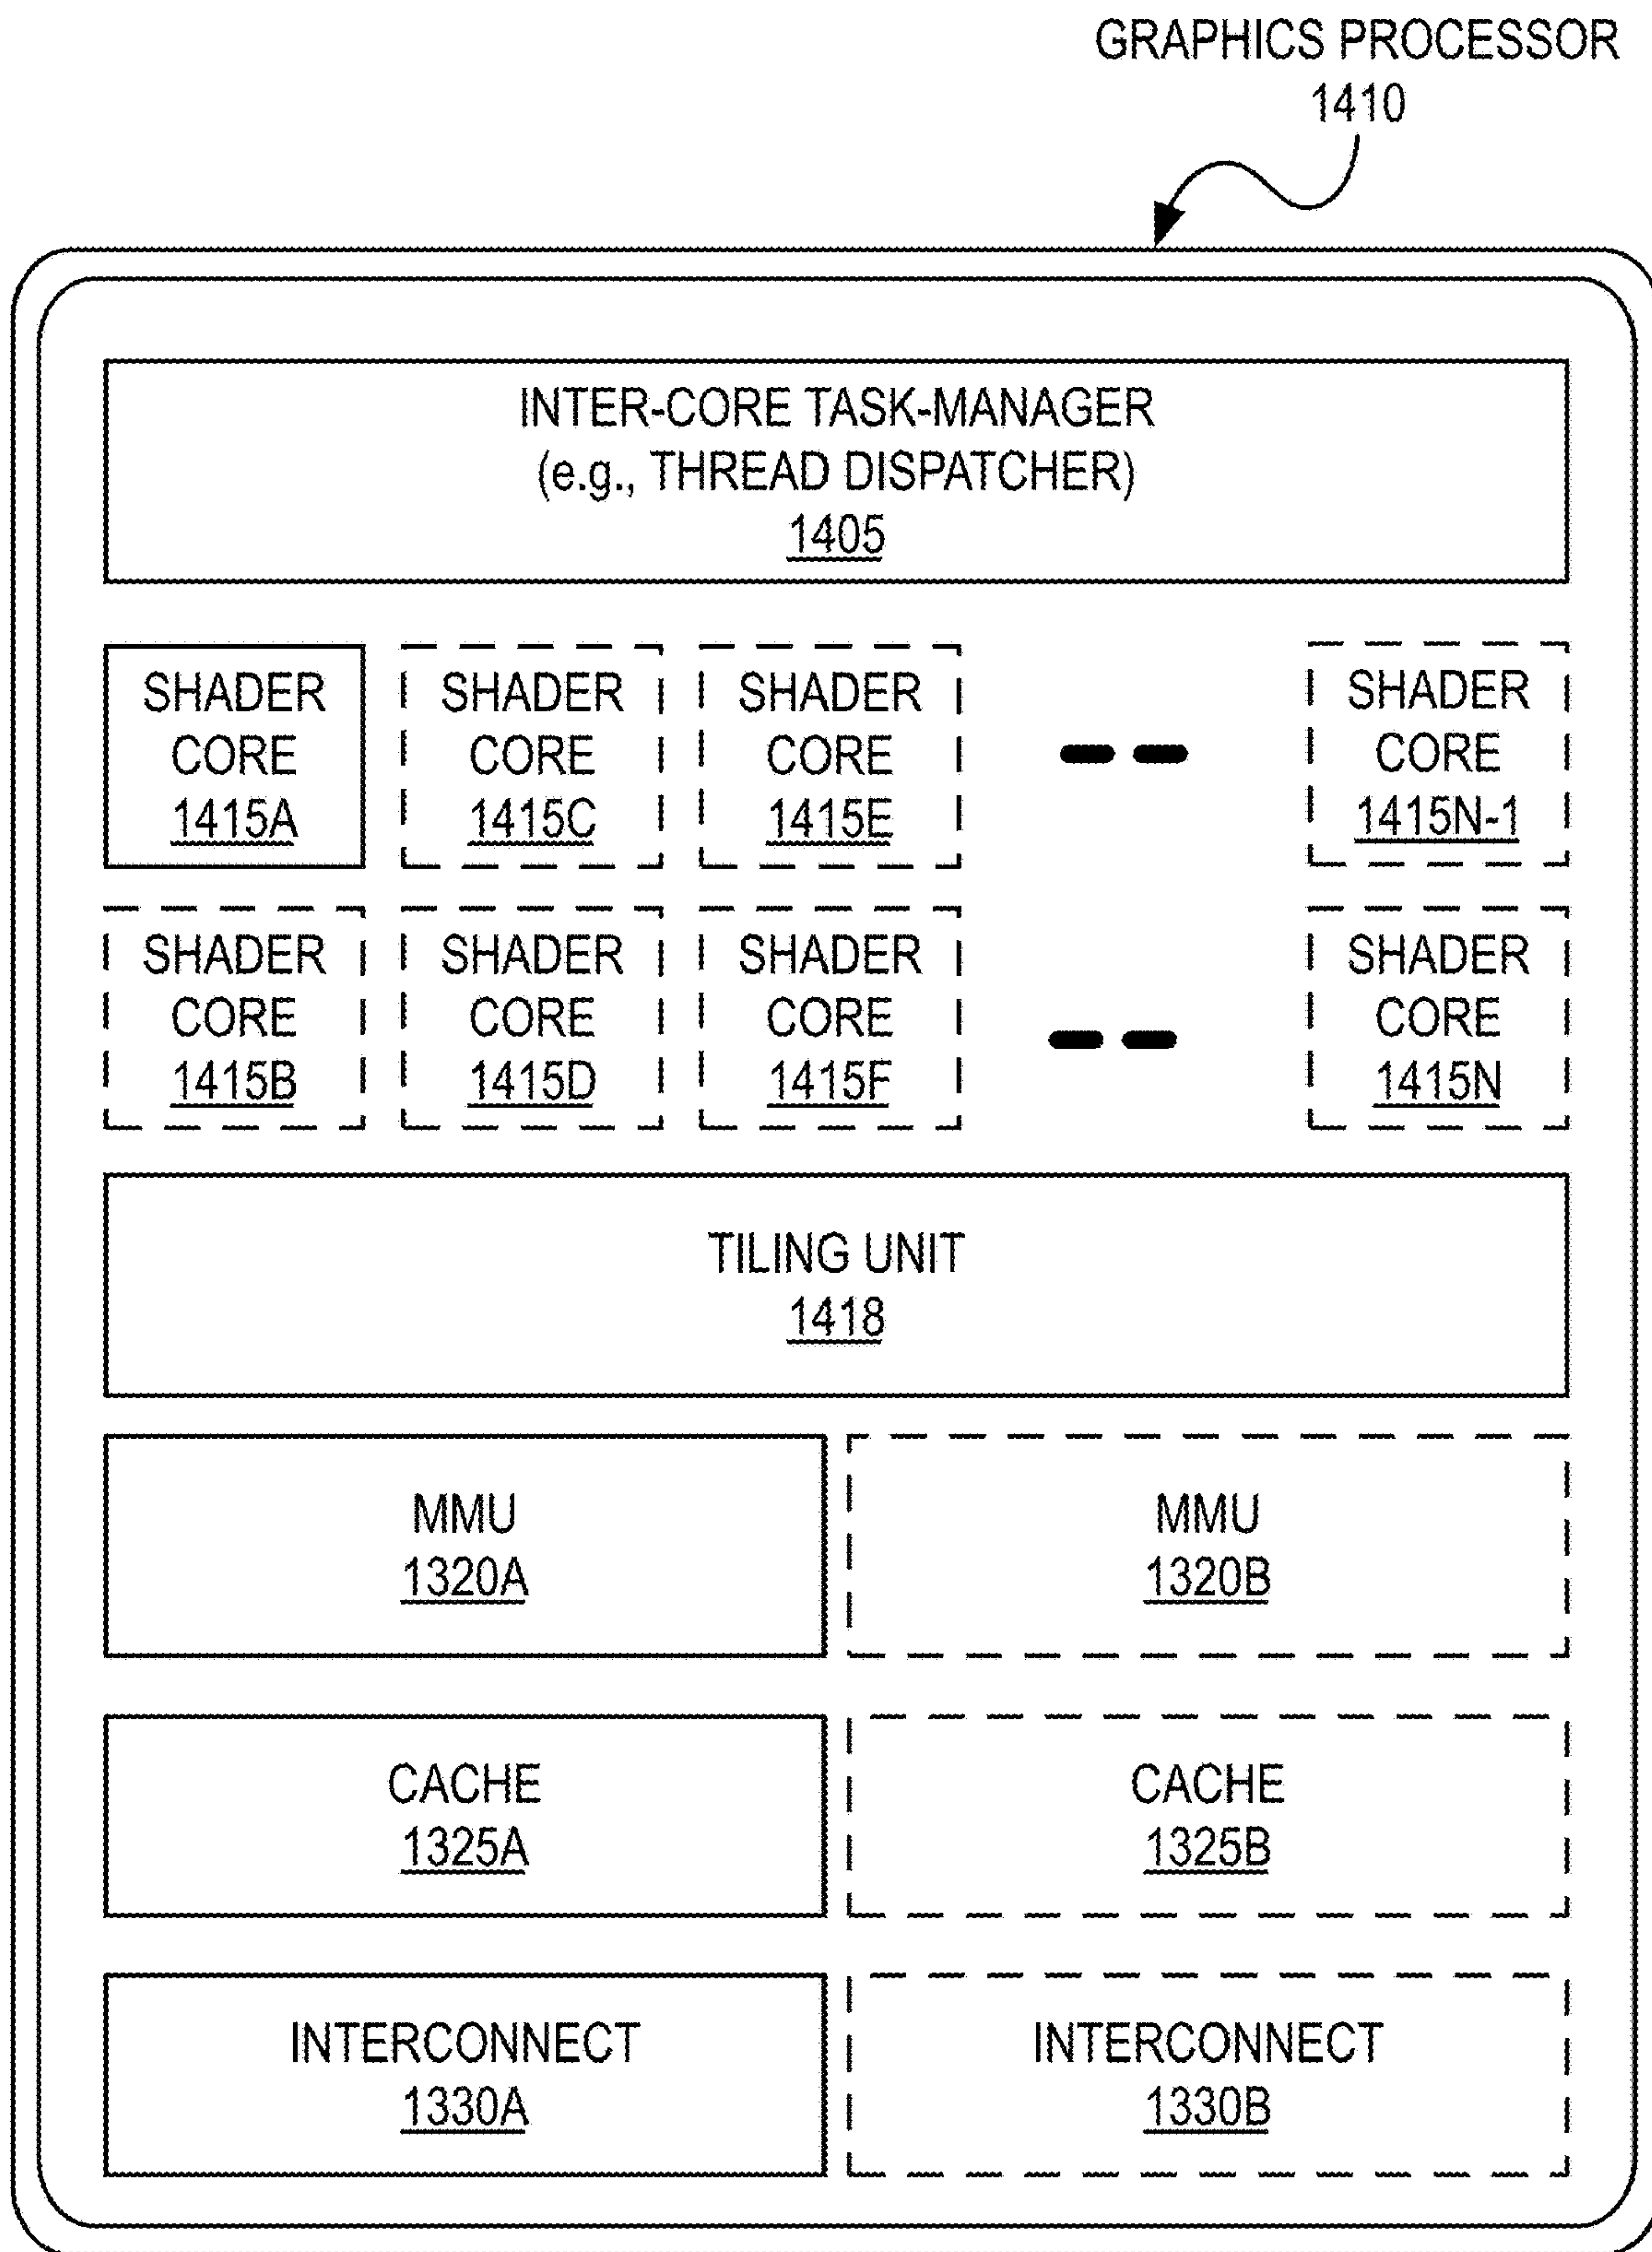 GRAPHICS PROCESSOR
1410
INTER-CORE TASK-MANAGER
(e.g., THREAD DISPATCHER)
1405
SHADER
CORE
1415A
SHADER
CORE
1415C
SHADER
CORE
1415E
SHADER
CORE
1415N-1
SHADER
CORE
1415B
SHADER
CORE
1415D
SHADER
CORE
1415F
SHADER
CORE
1415N
TILING UNIT
1418
MMU
1320A
MMU
1320B
CACHE
1325A
CACHE
1325B
INTERCONNECT
1330A
INTERCONNECT
1330B